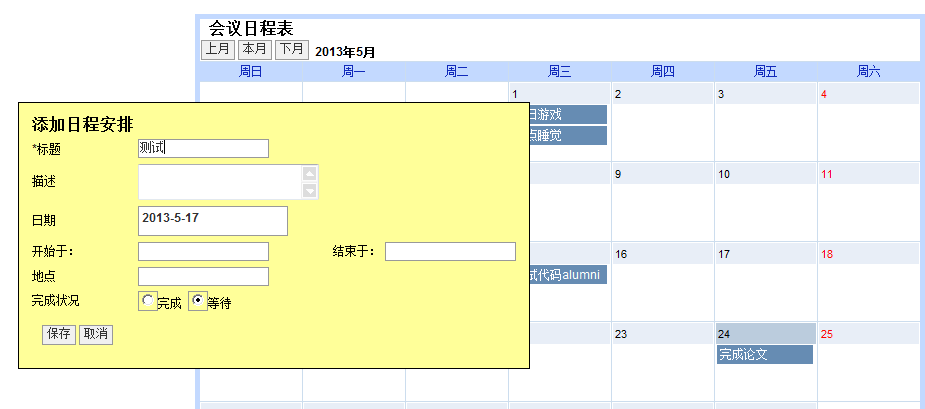 会议日程表
上月 本月 下月 2013年5月
周日 周一 周二 周三 周四 周五 周六
1 2 3 4
日游戏
点睡觉
添加日程安排
*标题 测试
描述
日期 2013-5-17
开始于: 结束于:
地点
完成状况 完成 等待
保存 取消
9 10 11
16 17 18
试代码alumni
23 24 25
完成论文